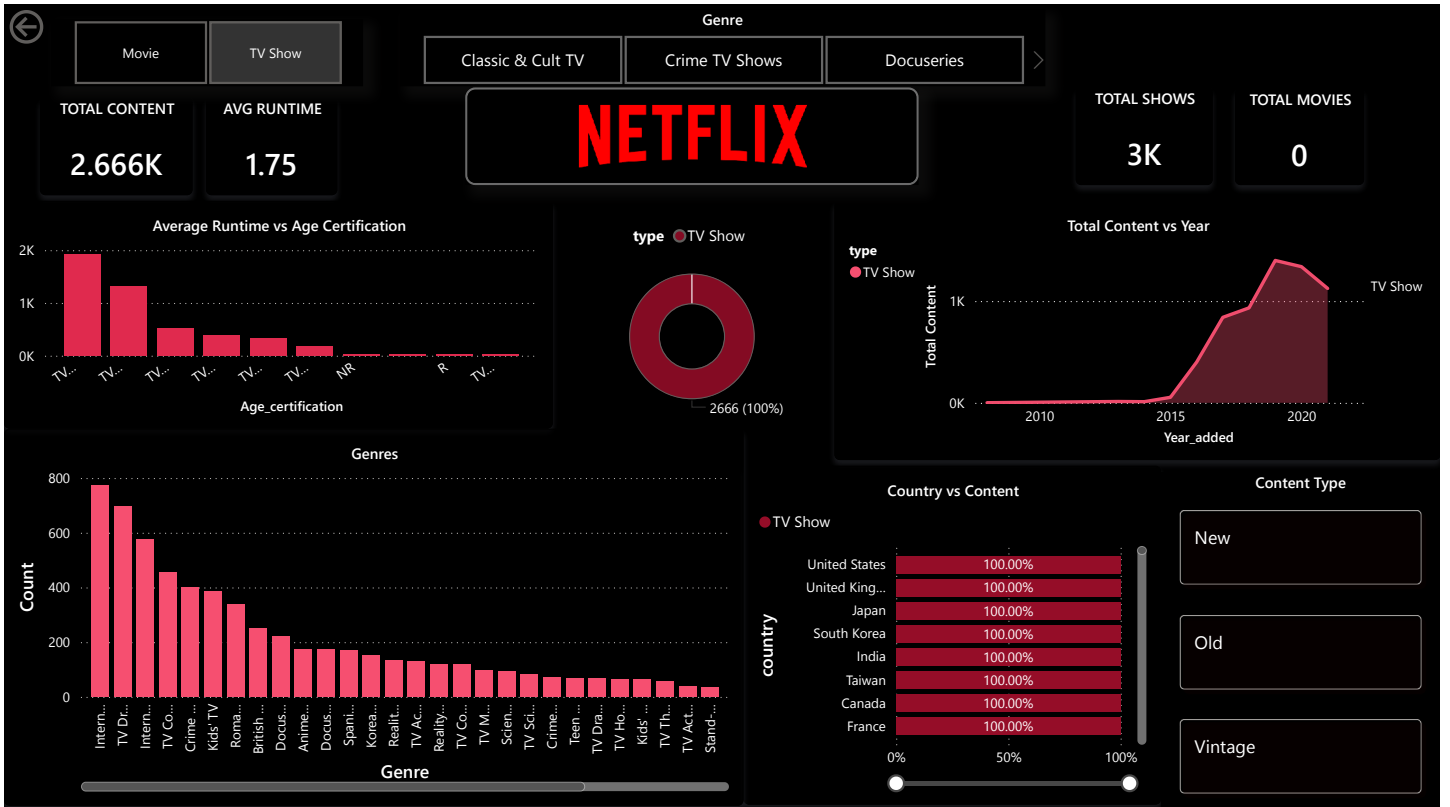 Genre
Movie
TV Show
Classic & Cult TV
Crime TV Shows
Docuseries
TOTAL CONTENT
2.666K
AVG RUNTIME
1.75
NETFLIX
TOTAL SHOWS
3K
TOTAL MOVIES
0
Average Runtime vs Age Certification
2K
1K
0K
TV...
TV...
TV...
TV...
TV...
TV...
NR
R
TV...
Age_certification
type TV Show
2666 (100%)
Total Content vs Year
type
TV Show
TV Show
Total Content
1K
0K
2010
2015
2020
Year_added
Genres
Count
800
600
400
200
0
Intern...
TV Dr...
Intern...
TV Co...
Crime ...
Kids' TV
Roma...
British ...
Docus...
Anime...
Docus...
Spani...
Korea...
Realit...
TV Ac...
Reality...
TV Co...
TV M...
Scien...
TV Sci...
Crime...
Teen ...
TV Dra...
TV Ho...
Kids' ...
TV Th...
TV Act...
Stand-...
Genre
Country vs Content
TV Show
country
United States 100.00%
United King... 100.00%
Japan 100.00%
South Korea 100.00%
India 100.00%
Taiwan 100.00%
Canada 100.00%
France 100.00%
0% 50% 100%
Content Type
New
Old
Vintage